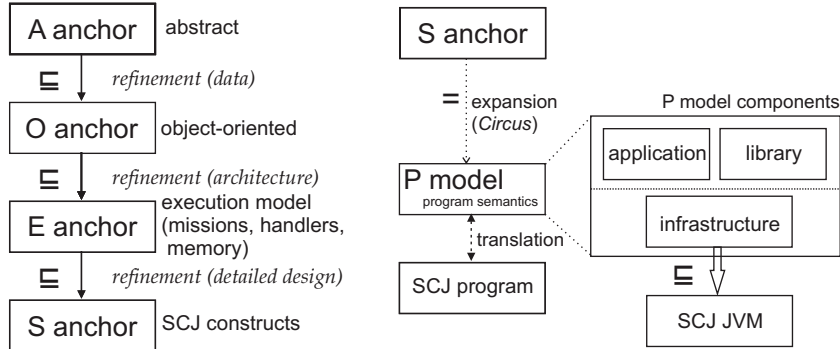 A anchor
abstract
⊑
refinement (data)
O anchor
object-oriented
⊑
refinement (architecture)
E anchor
execution model
(missions, handlers,
memory)
⊑
refinement (detailed design)
S anchor
SCJ constructs
S anchor
=
expansion
(Circus)
P model
program semantics
translation
SCJ program
P model components
application
library
infrastructure
⊑
SCJ JVM